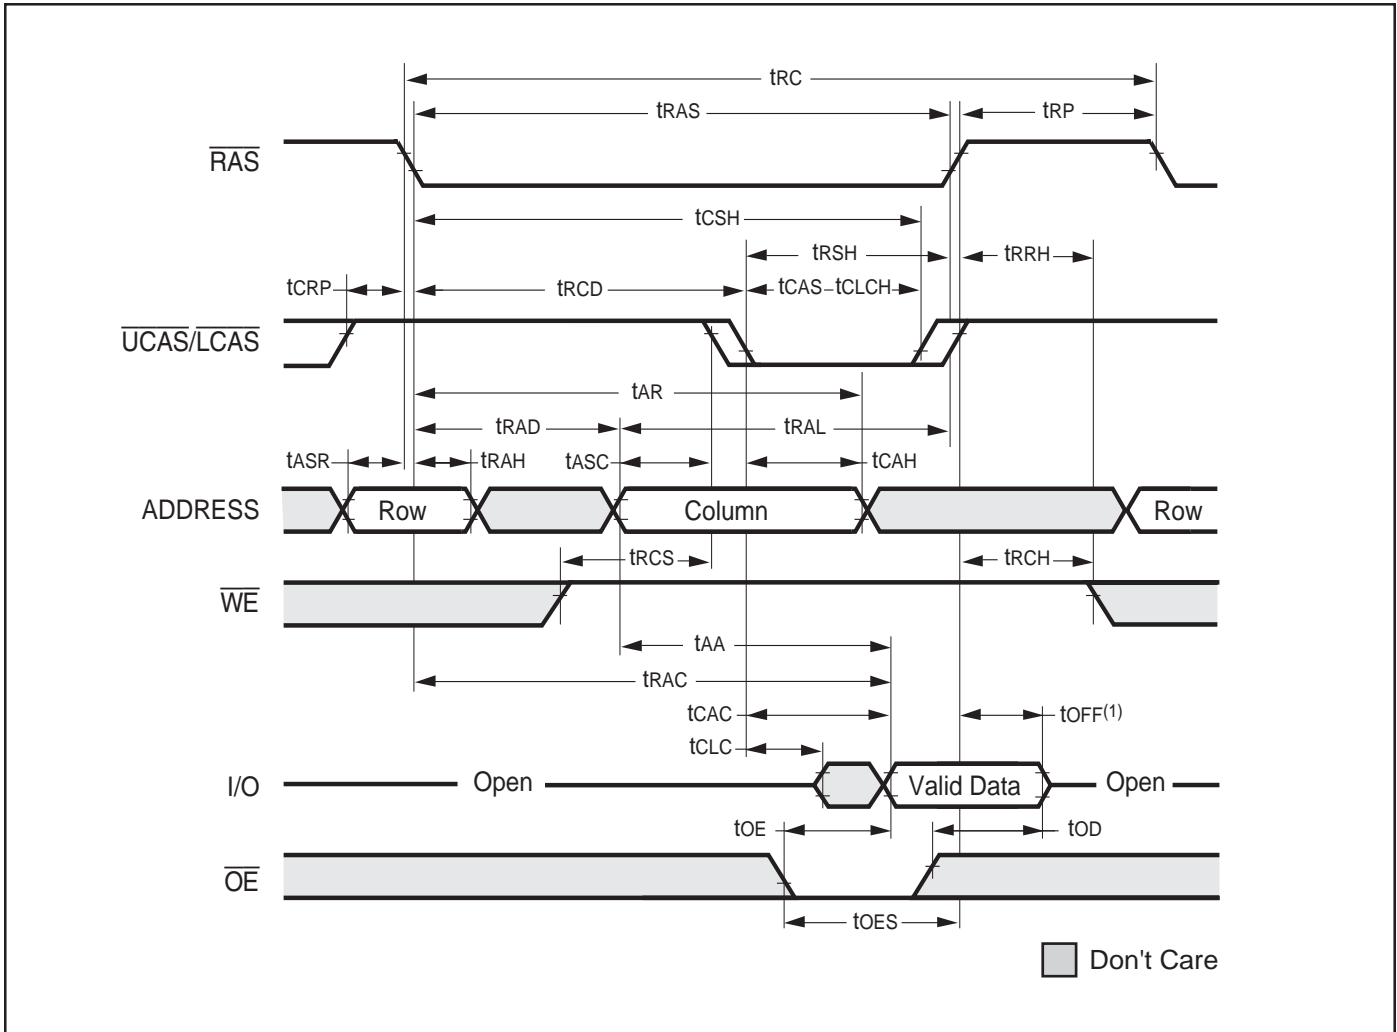 tRC
tRAS tRP
RAS
tCSH
tRSH tRRH
tCRP tRCD tCAS tCLCH
UCAS/LCAS
tAR
tRAD tRAL
tASR tRAH tASC tCAH
ADDRESS Row Column Row
tRCS tRCH
WE
tAA
tRAC
tCAC tOFF(1)
tCLC
I/O Open Valid Data Open
tOE tOD
OE
tOES
Don't Care